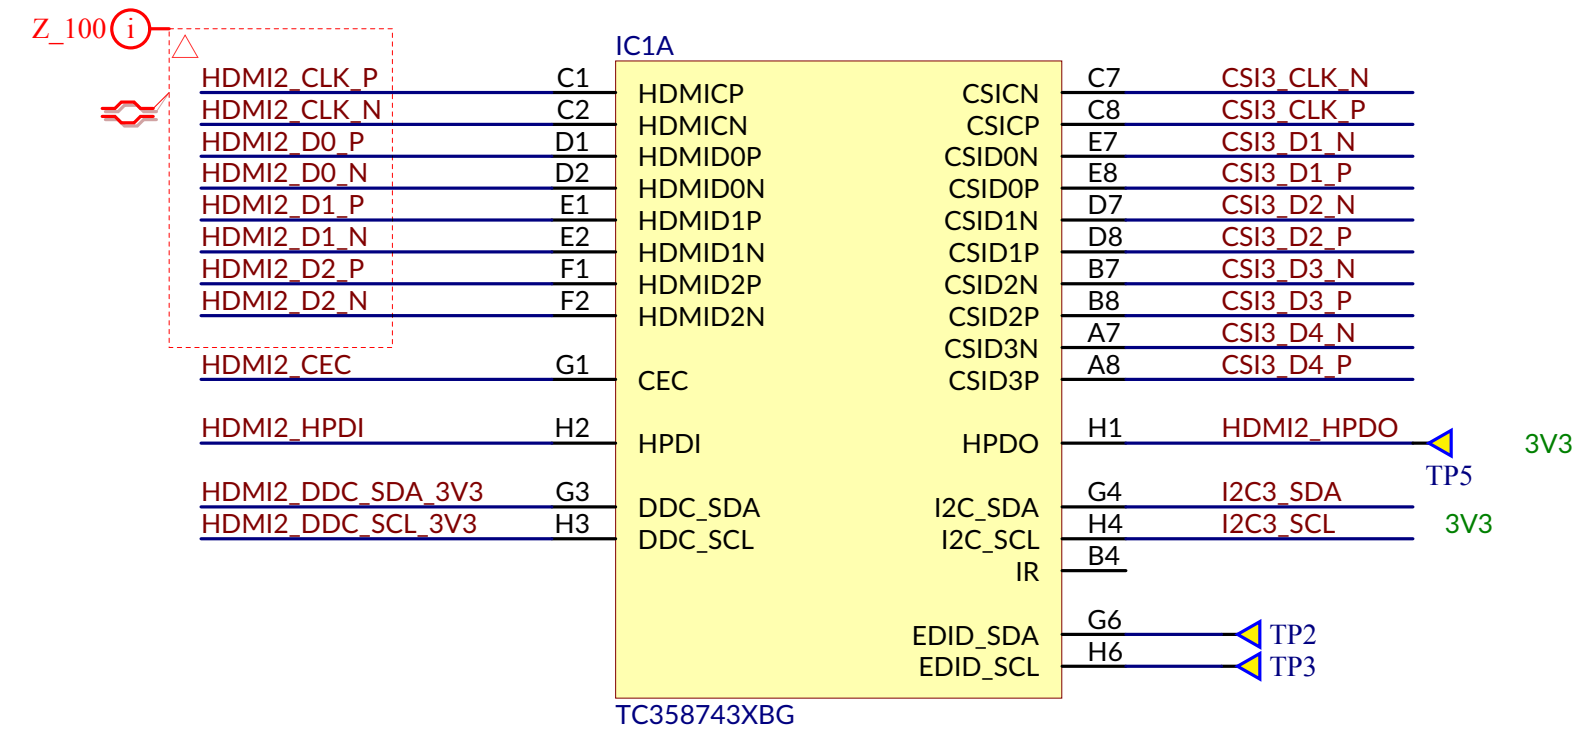 Z_100 i
IC1A
HDMI2_CLK_P C1 HDMICP CSICN C7 CSI3_CLK_N
HDMI2_CLK_N C2 HDMICN CSICP C8 CSI3_CLK_P
HDMI2_D0_P D1 HDMID0P CSID0N E7 CSI3_D1_N
HDMI2_D0_N D2 HDMID0N CSID0P E8 CSI3_D1_P
HDMI2_D1_P E1 HDMID1P CSID1N D7 CSI3_D2_N
HDMI2_D1_N E2 HDMID1N CSID1P D8 CSI3_D2_P
HDMI2_D2_P F1 HDMID2P CSID2N B7 CSI3_D3_N
HDMI2_D2_N F2 HDMID2N CSID2P B8 CSI3_D3_P
CSID3N A7 CSI3_D4_N
HDMI2_CEC G1 CEC CSID3P A8 CSI3_D4_P
HDMI2_HPDI H2 HPDI HPDO H1 HDMI2_HPDO 3V3
TP5
HDMI2_DDC_SDA_3V3 G3 DDC_SDA I2C_SDA G4 I2C3_SDA
HDMI2_DDC_SCL_3V3 H3 DDC_SCL I2C_SCL H4 I2C3_SCL 3V3
IR B4
EDID_SDA G6 TP2
EDID_SCL H6 TP3
TC358743XBG